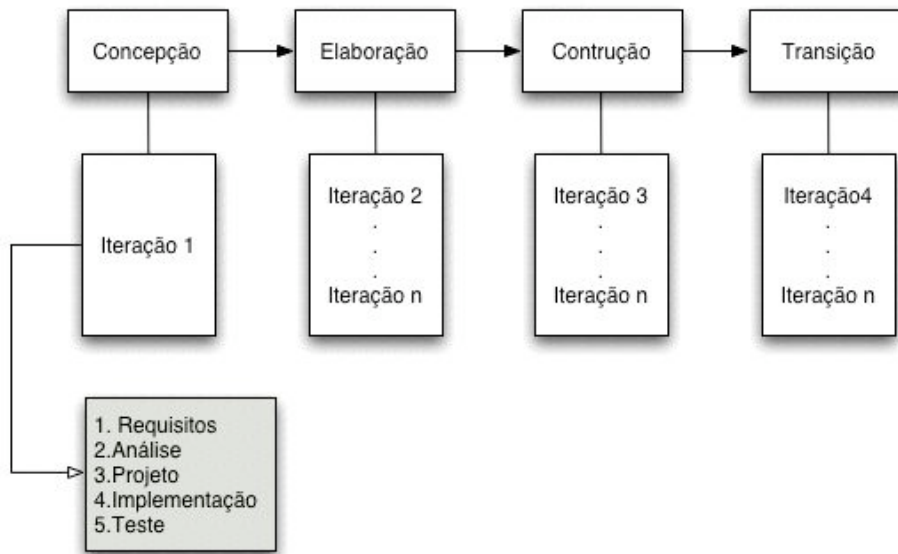 Concepção
Elaboração
Contrução
Transição
Iteração 1
Iteração 2
.
.
.
Iteração n
Iteração 3
.
.
.
Iteração n
Iteração4
.
.
.
Iteração n
1. Requisitos
2.Análise
3.Projeto
4.Implementação
5.Teste